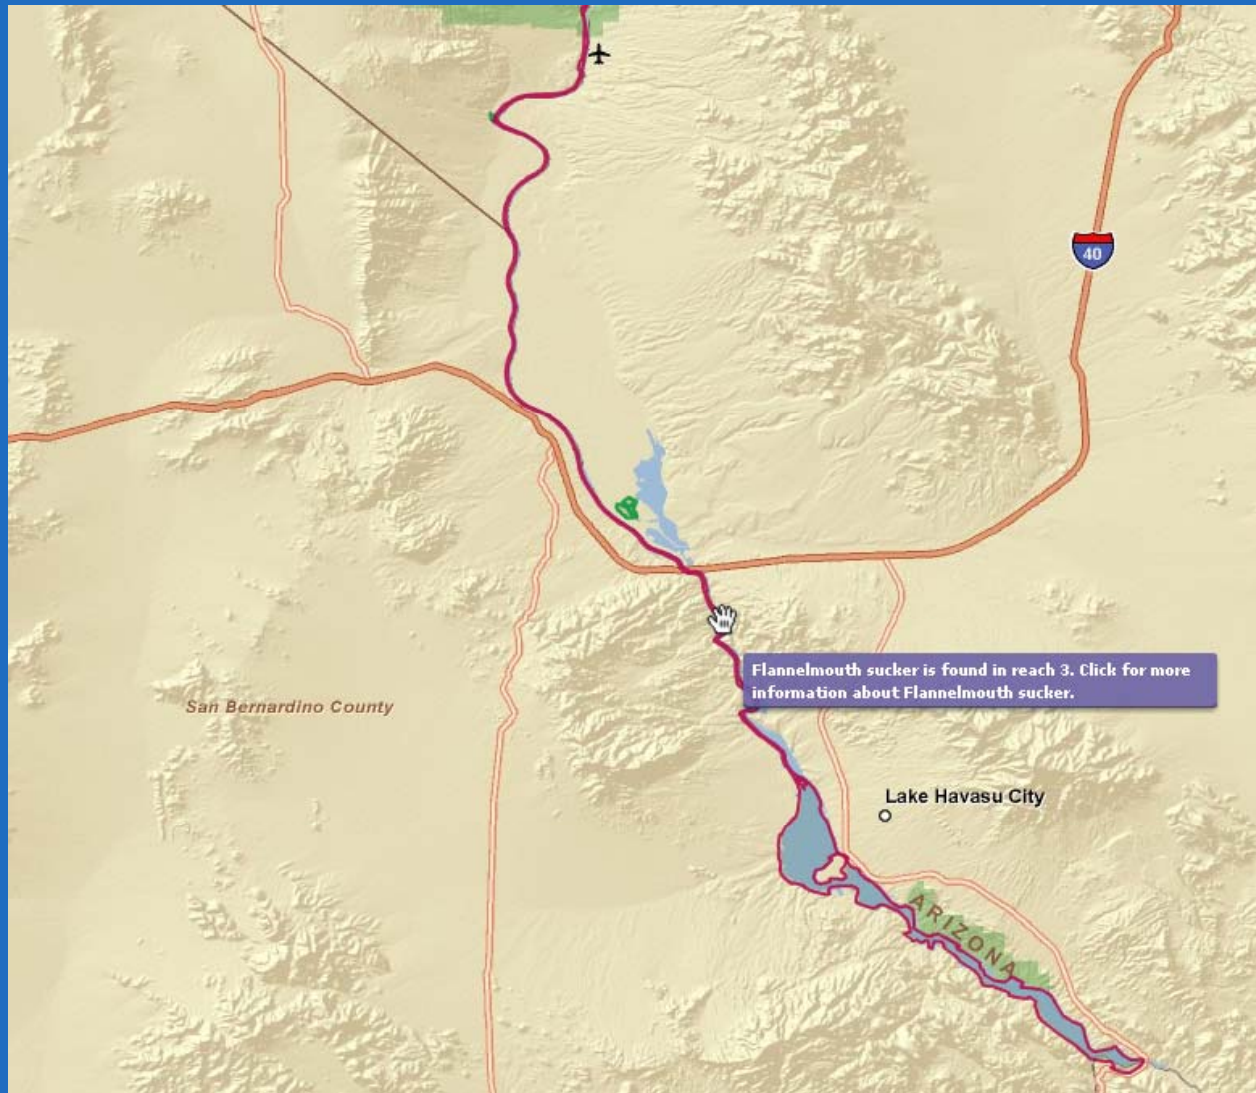 40
Flannelmouth sucker is found in reach 3. Click for more
information about Flannelmouth sucker.
San Bernardino County
Lake Havasu City
ARIZONA